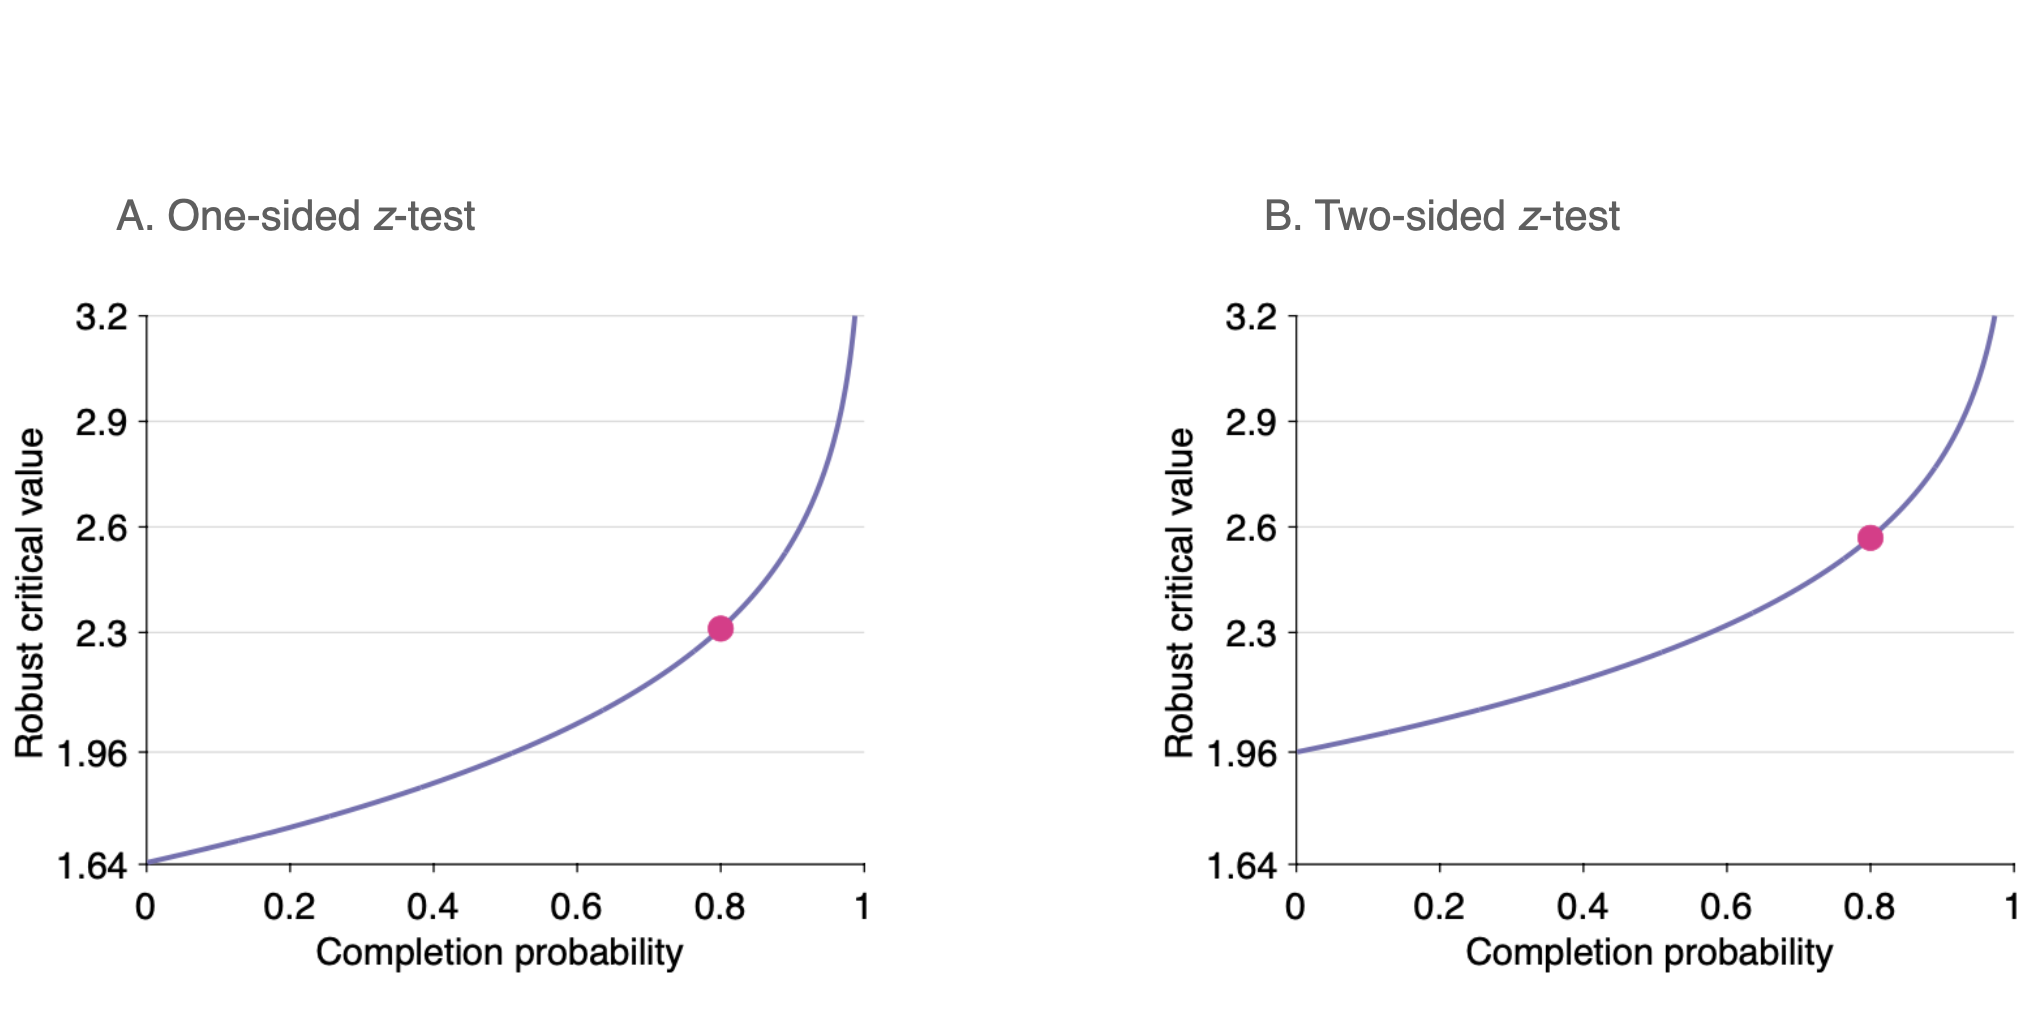 A. One-sided z-test
3.2
2.9
2.6
2.3
1.96
1.64
Robust critical value
0 0.2 0.4 0.6 0.8 1
Completion probability
B. Two-sided z-test
3.2
2.9
2.6
2.3
1.96
1.64
Robust critical value
0 0.2 0.4 0.6 0.8 1
Completion probability